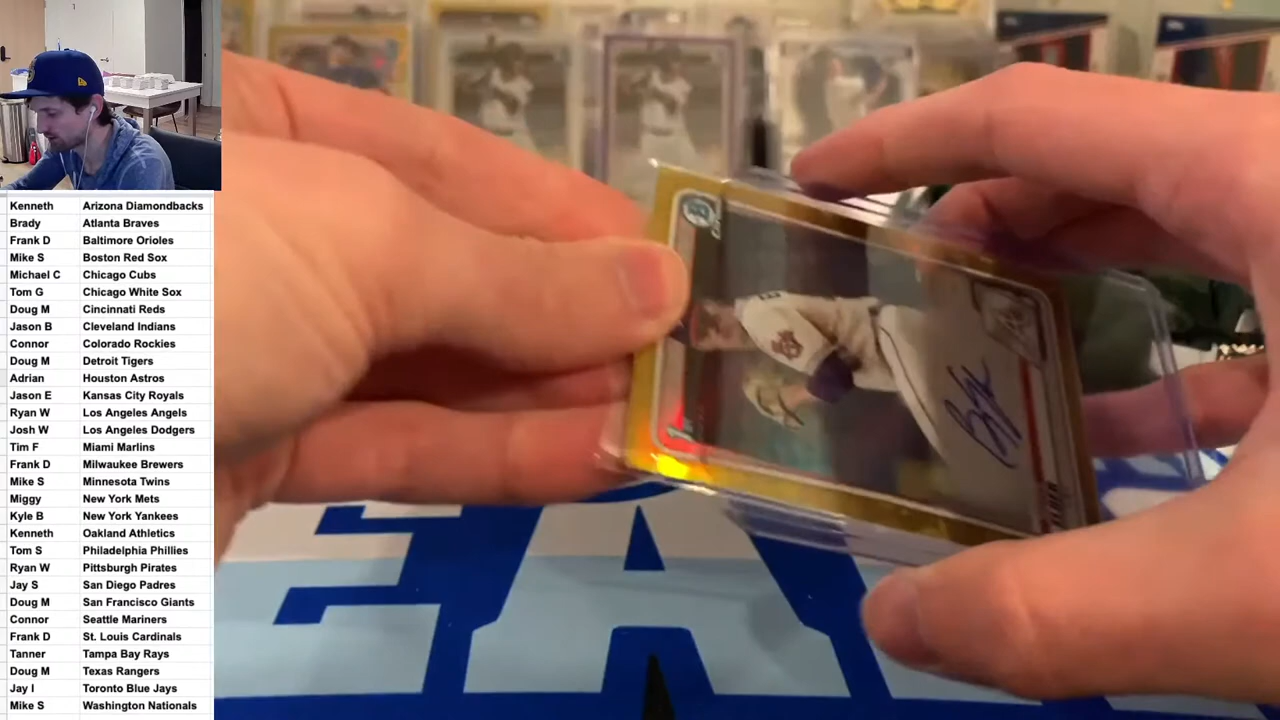 Kenneth Arizona Diamondbacks
Brady Atlanta Braves
Frank D Baltimore Orioles
Mike S Boston Red Sox
Michael C Chicago Cubs
Tom G Chicago White Sox
Doug M Cincinnati Reds
Jason B Cleveland Indians
Connor Colorado Rockies
Doug M Detroit Tigers
Adrian Houston Astros
Jason E Kansas City Royals
Ryan W Los Angeles Angels
Josh W Los Angeles Dodgers
Tim F Miami Marlins
Frank D Milwaukee Brewers
Mike S Minnesota Twins
Miggy New York Mets
Kyle B New York Yankees
Kenneth Oakland Athletics
Tom S Philadelphia Phillies
Ryan W Pittsburgh Pirates
Jay S San Diego Padres
Doug M San Francisco Giants
Connor Seattle Mariners
Frank D St. Louis Cardinals
Tanner Tampa Bay Rays
Doug M Texas Rangers
Jay I Toronto Blue Jays
Mike S Washington Nationals
1st
EA